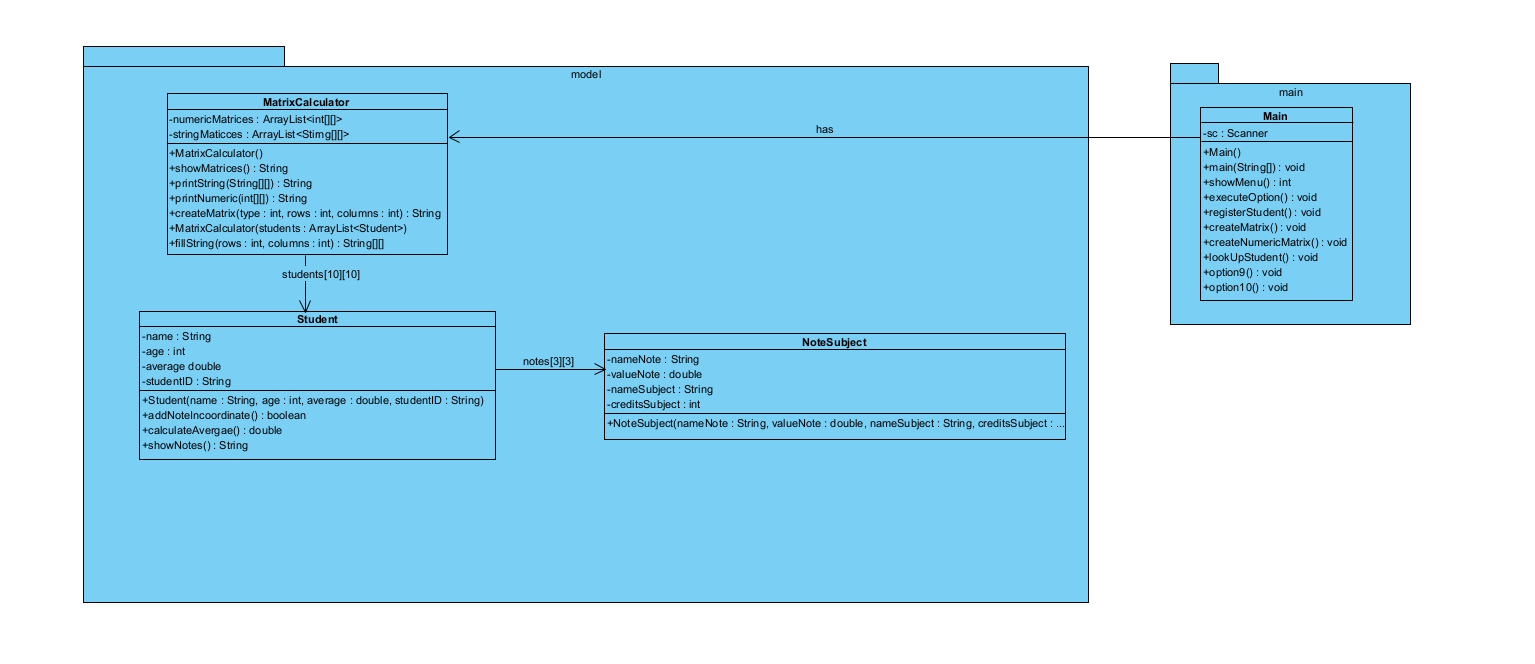 model
MatrixCalculator
-numericMatrices : ArrayList<int[][]>
-stringMaticces : ArrayList<Stimg[][]>
+MatrixCalculator()
+showMatrices() : String
+printString(String[][]) : String
+printNumeric(int[][]) : String
+createMatrix(type : int, rows : int, columns : int) : String
+MatrixCalculator(students : ArrayList<Student>)
+fillString(rows : int, columns : int) : String[][]
students[10][10]
Student
-name : String
-age : int
-average double
-studentID : String
+Student(name : String, age : int, average : double, studentID : String)
+addNoteIncoordinate() : boolean
+calculateAvergae() : double
+showNotes() : String
notes[3][3]
NoteSubject
-nameNote : String
-valueNote : double
-nameSubject : String
-creditsSubject : int
+NoteSubject(nameNote : String, valueNote : double, nameSubject : String, creditsSubject : ...
has
main
Main
-sc : Scanner
+Main()
+main(String[]) : void
+showMenu() : int
+executeOption() : void
+registerStudent() : void
+createMatrix() : void
+createNumericMatrix() : void
+lookUpStudent() : void
+option9() : void
+option10() : void